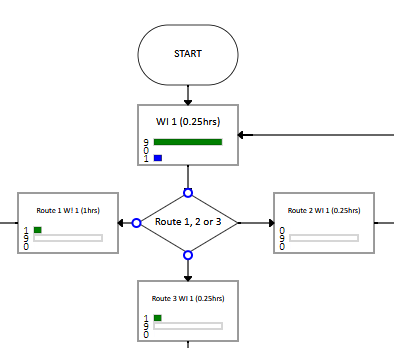 START
WI 1 (0.25hrs)
9
0
1
Route 1, 2 or 3
Route 1 WI 1 (1hrs)
1
9
0
Route 2 WI 1 (0.25hrs)
0
9
0
Route 3 WI 1 (0.25hrs)
1
9
0